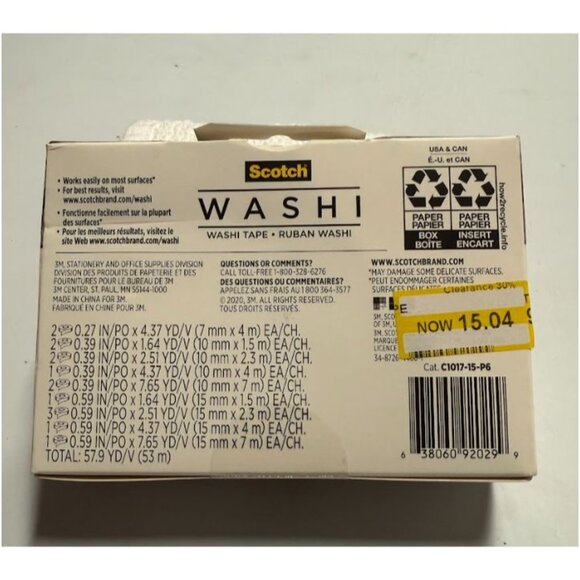 Scotch
WASHI
WASHI TAPE • RUBAN WASHI
• Works easily on most surfaces*
• For best results, visit
www.scotchbrand.com/washi
• Fonctionne facilement sur la plupart
des surfaces*
• Pour les meilleurs résultats, visitez le
site Web www.scotchbrand.com/washi
USA & CAN
É.-U. et CAN
PAPER
PAPIER
BOX
BOÎTE
PAPER
PAPIER
INSERT
ENCART
how2recycle.info
3M, STATIONERY AND OFFICE SUPPLIES DIVISION
DIVISION DES PRODUITS DE PAPETERIE ET DES
FOURNITURES POUR LE BUREAU DE 3M
3M CENTER, ST. PAUL, MN 55144-1000
MADE IN CHINA FOR 3M.
FABRIQUÉ EN CHINE POUR 3M.
QUESTIONS OR COMMENTS?
CALL TOLL-FREE 1-800-328-6276
DES QUESTIONS OU COMMENTAIRES?
APPELEZ SANS FRAIS AU 1 800 364-3577
© 2020, 3M. ALL RIGHTS RESERVED.
TOUS DROITS RÉSERVÉS.
WWW.SCOTCHBRAND.COM
*MAY DAMAGE SOME DELICATE SURFACES.
*PEUT ENDOMMAGER CERTAINES
SURFACES DÉLICATES
Clearance 30%
NOW 15.04
2 0.27 IN/PO x 4.37 YD/V (7 mm x 4 m) EA/CH.
2 0.39 IN/PO x 1.64 YD/V (10 mm x 1.5 m) EA/CH.
2 0.39 IN/PO x 2.51 YD/V (10 mm x 2.3 m) EA/CH.
1 0.39 IN/PO x 4.37 YD/V (10 mm x 4 m) EA/CH.
2 0.39 IN/PO x 7.65 YD/V (10 mm x 7 m) EA/CH.
1 0.59 IN/PO x 1.64 YD/V (15 mm x 1.5 m) EA/CH.
3 0.59 IN/PO x 2.51 YD/V (15 mm x 2.3 m) EA/CH.
1 0.59 IN/PO x 4.37 YD/V (15 mm x 4 m) EA/CH.
1 0.59 IN/PO x 7.65 YD/V (15 mm x 7 m) EA/CH.
TOTAL: 57.9 YD/V (53 m)
Cat. C1017-15-P6
6 38060 92029 9